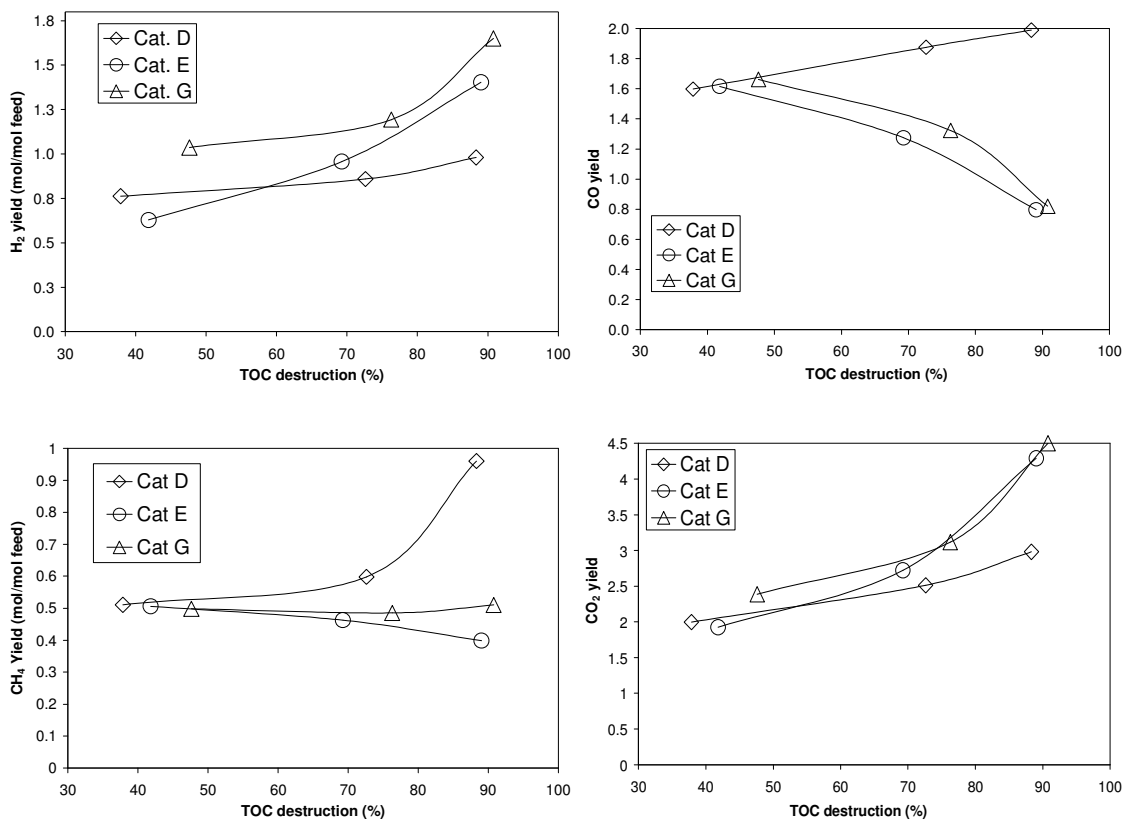 H2 yield (mol/mol feed)
1.8
1.5
1.3
1.0
0.8
0.5
0.3
0.0
Cat. D
Cat. E
Cat. G
30 40 50 60 70 80 90 100
TOC destruction (%)
CO yield
2.0
1.8
1.6
1.4
1.2
1.0
0.8
0.6
0.4
0.2
0.0
Cat D
Cat E
Cat G
30 40 50 60 70 80 90 100
TOC destruction (%)
CH4 Yield (mol/mol feed)
1
0.9
0.8
0.7
0.6
0.5
0.4
0.3
0.2
0.1
0
Cat D
Cat E
Cat G
30 40 50 60 70 80 90 100
TOC destruction (%)
CO2 yield
4.5
4
3.5
3
2.5
2
1.5
1
0.5
0
Cat D
Cat E
Cat G
30 40 50 60 70 80 90 100
TOC destruction (%)